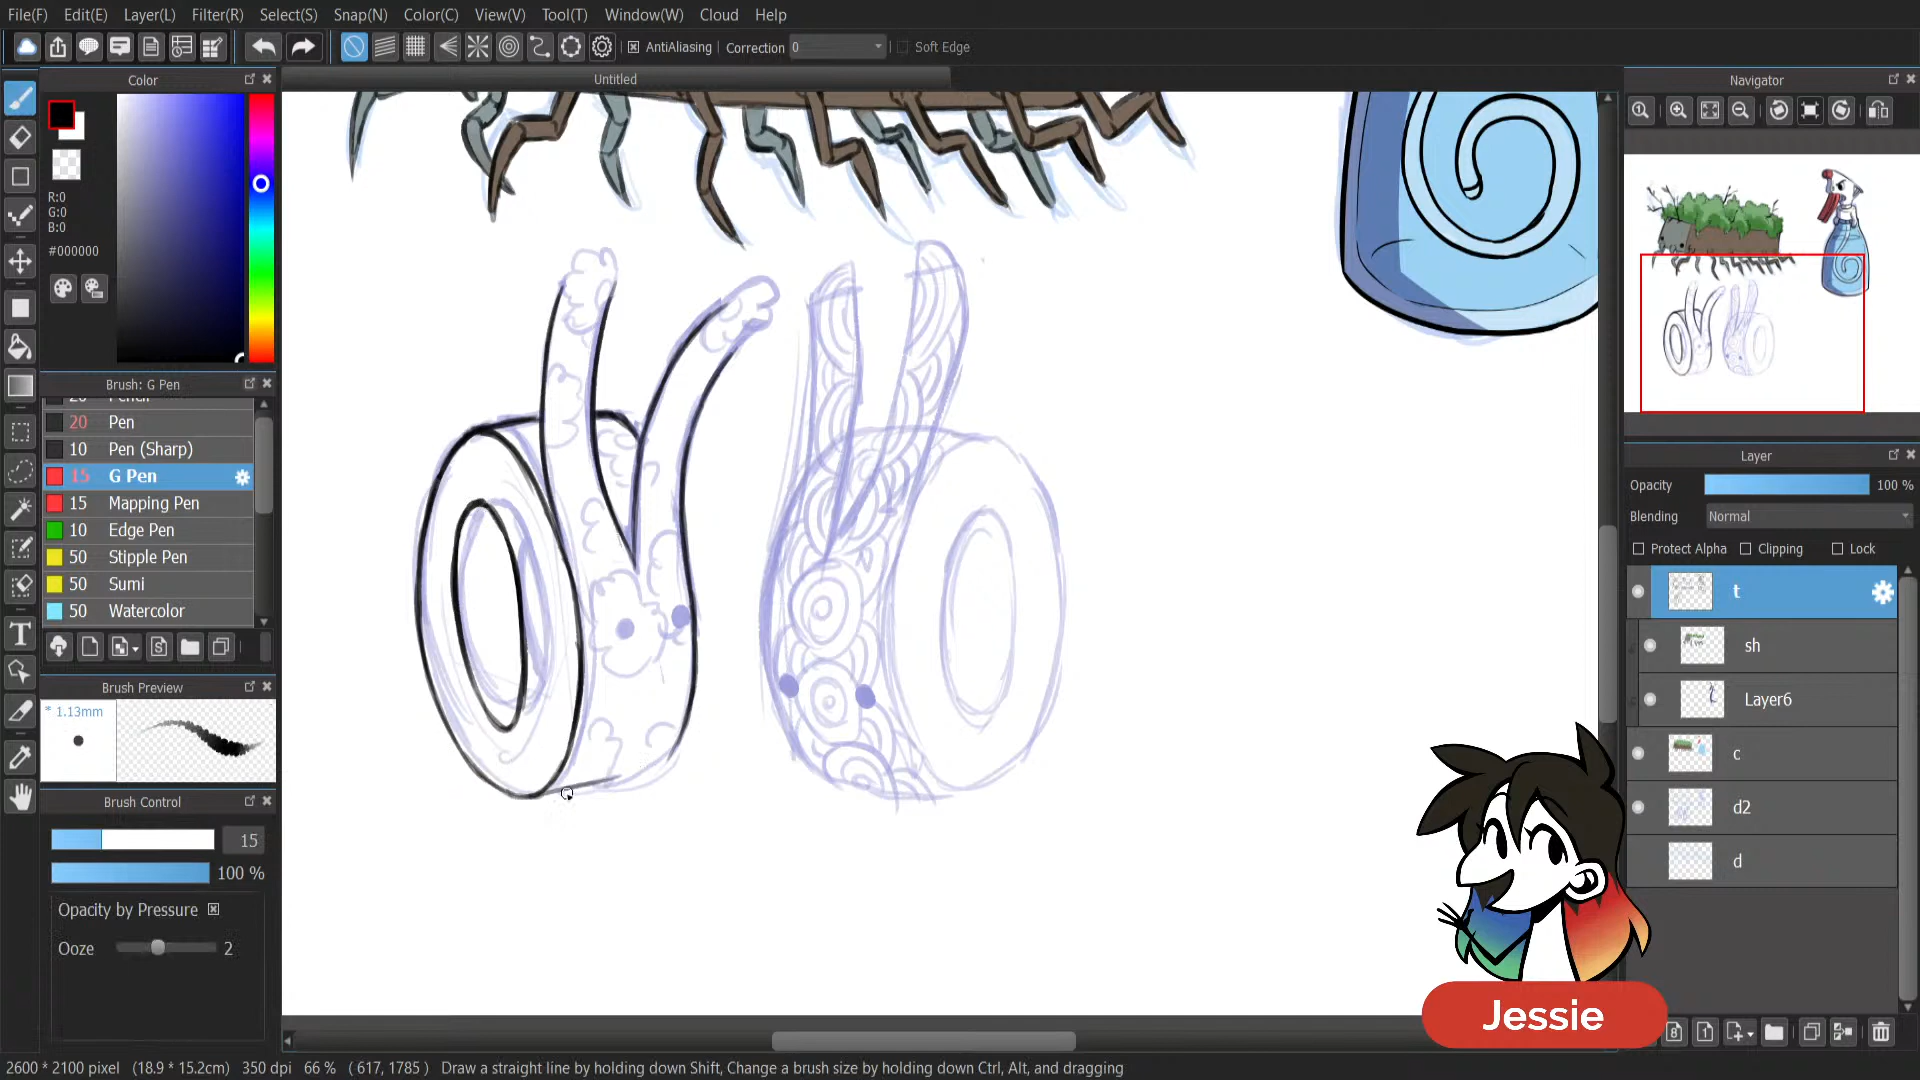 File(F) Edit(E) Layer(L) Filter(R) Select(S) Snap(N) Color(C) View(V) Tool(T) Window(W) Cloud Help
AntiAliasing Correction 0 Soft Edge
Color
Untitled
Navigator
R:0
G:0
B:0
#000000
Brush: G Pen
20 Pen
10 Pen (Sharp)
15 G Pen
15 Mapping Pen
10 Edge Pen
50 Stipple Pen
50 Sumi
50 Watercolor
Brush Preview
* 1.13mm
Brush Control
15
100 %
Opacity by Pressure
Ooze 2
Layer
Opacity 100 %
Blending Normal
Protect Alpha Clipping Lock
t
sh
Layer6
c
d2
d
Jessie
2600 * 2100 pixel (18.9 * 15.2cm) 350 dpi 66 % ( 617, 1785 ) Draw a straight line by holding down Shift, Change a brush size by holding down Ctrl, Alt, and dragging